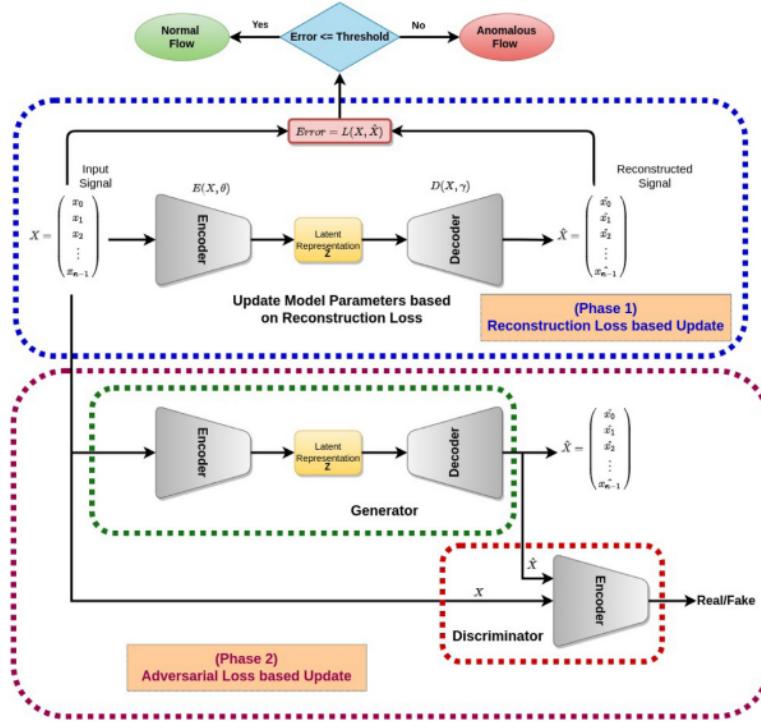 Normal
Flow
Yes
Error <= Threshold
No
Anomalous
Flow
Error = L(X, X̂)
Input
Signal
Reconstructed
Signal
E(X, θ)
D(X, γ)
X =
x₀
x₁
x₂
⋮
xₙ₋₁
Encoder
Latent
Representation
Z
Decoder
X̂ =
x̂₀
x̂₁
x̂₂
⋮
x̂ₙ₋₁
Update Model Parameters based
on Reconstruction Loss
(Phase 1)
Reconstruction Loss based Update
Encoder
Latent
Representation
Z
Decoder
X̂ =
x̂₀
x̂₁
x̂₂
⋮
x̂ₙ₋₁
Generator
X̂
X
Encoder
Real/Fake
Discriminator
(Phase 2)
Adversarial Loss based Update